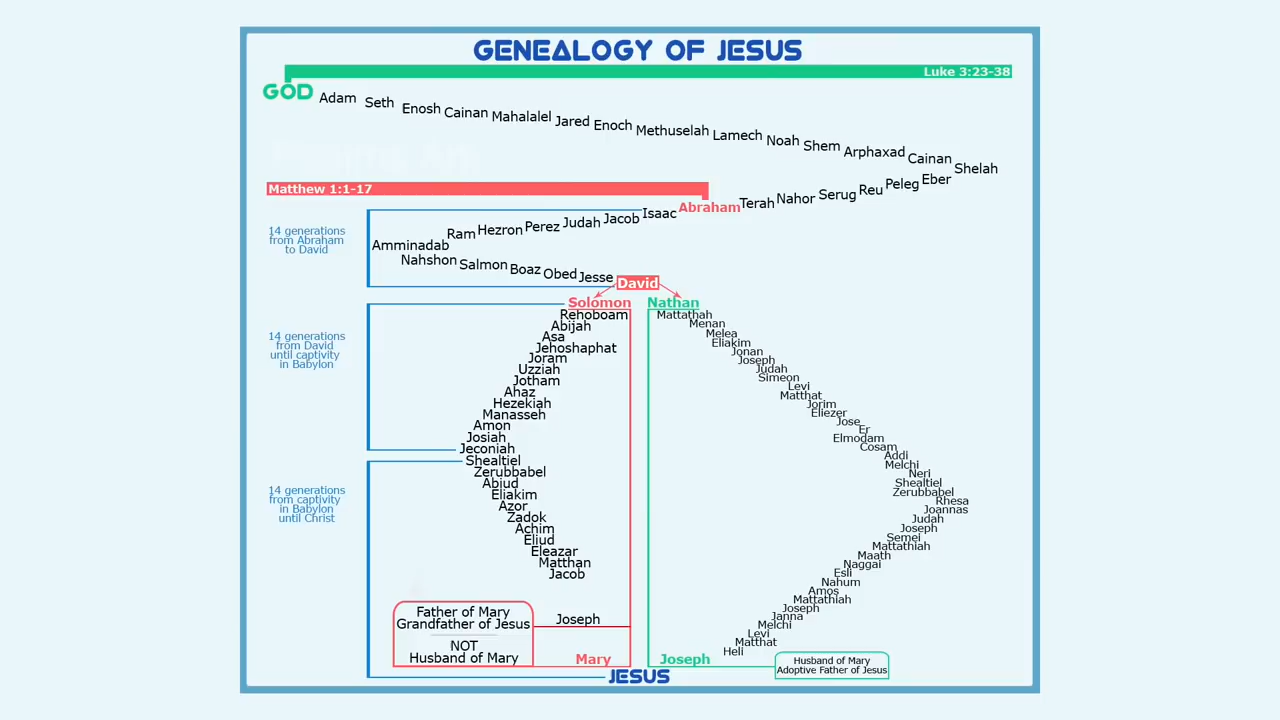 GENEALOGY OF JESUS
Luke 3:23-38
GOD Adam Seth Enosh Cainan Mahalalel Jared Enoch Methuselah Lamech Noah Shem Arphaxad Cainan Shelah
Matthew 1:1-17
Amminadab Ram Hezron Perez Judah Jacob Isaac Abraham Terah Nahor Serug Reu Peleg Eber
14 generations
from Abraham
to David
Nahshon Salmon Boaz Obed Jesse David
Solomon Nathan
14 generations
from David
until captivity
in Babylon
Rehoboam
Abijah
Asa
Jehoshaphat
Joram
Uzziah
Jotham
Ahaz
Hezekiah
Manasseh
Amon
Josiah
Jeconiah
14 generations
from captivity
in Babylon
until Christ
Shealtiel
Zerubbabel
Abiud
Eliakim
Azor
Zadok
Achim
Eliud
Eleazar
Matthan
Jacob
Joseph
Father of Mary
Grandfather of Jesus
NOT
Husband of Mary
Mary
Mattathah
Menan
Melea
Eliakim
Jonan
Joseph
Judah
Simeon
Levi
Matthat
Jorim
Eliezer
Jose
Er
Elmodam
Cosam
Addi
Melchi
Neri
Shealtiel
Zerubbabel
Rhesa
Joannas
Judah
Joseph
Semei
Mattathiah
Maath
Naggai
Esli
Nahum
Amos
Mattathiah
Joseph
Janna
Melchi
Levi
Matthat
Heli
Joseph
Husband of Mary
Adoptive Father of Jesus
JESUS